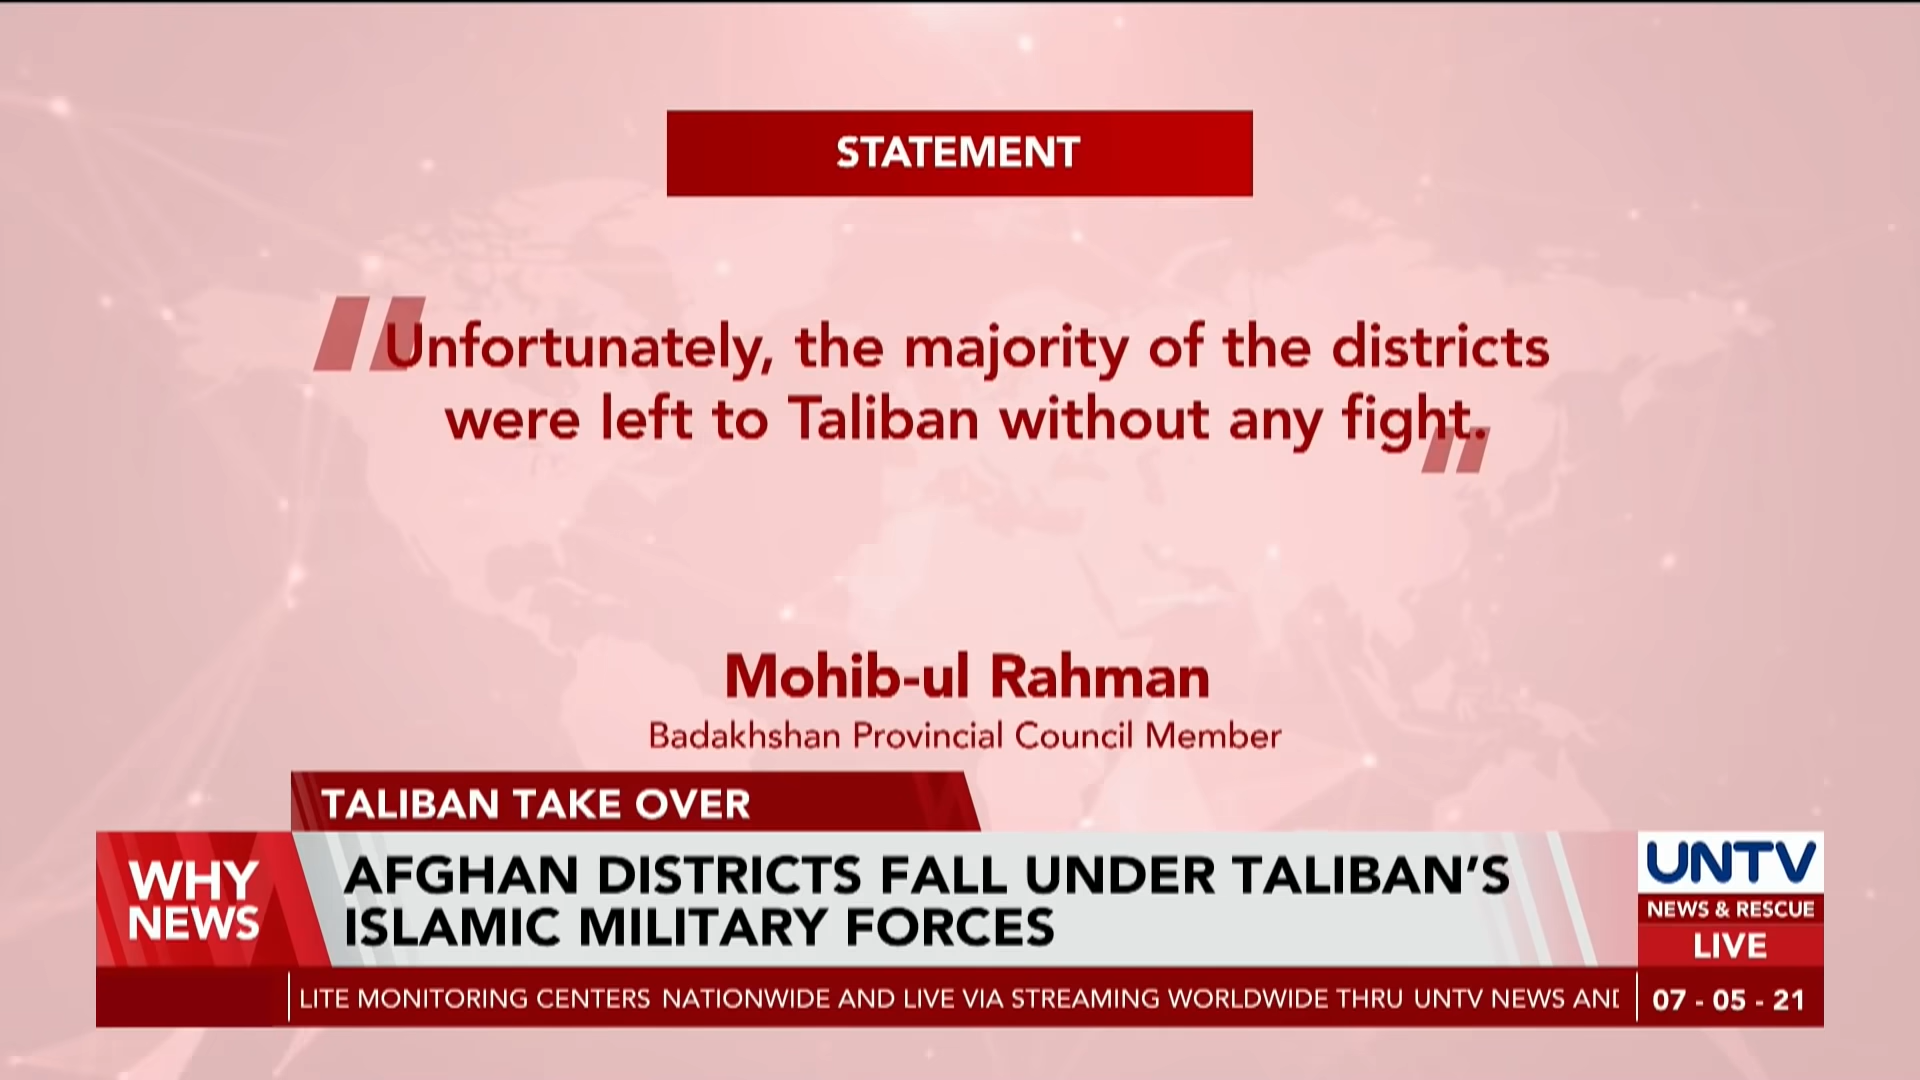 STATEMENT
"Unfortunately, the majority of the districts
were left to Taliban without any fight."
Mohib-ul Rahman
Badakhshan Provincial Council Member
TALIBAN TAKE OVER
WHY
NEWS
AFGHAN DISTRICTS FALL UNDER TALIBAN'S
ISLAMIC MILITARY FORCES
UNTV
NEWS & RESCUE
LIVE
LITE MONITORING CENTERS NATIONWIDE AND LIVE VIA STREAMING WORLDWIDE THRU UNTV NEWS AND
07 - 05 - 21